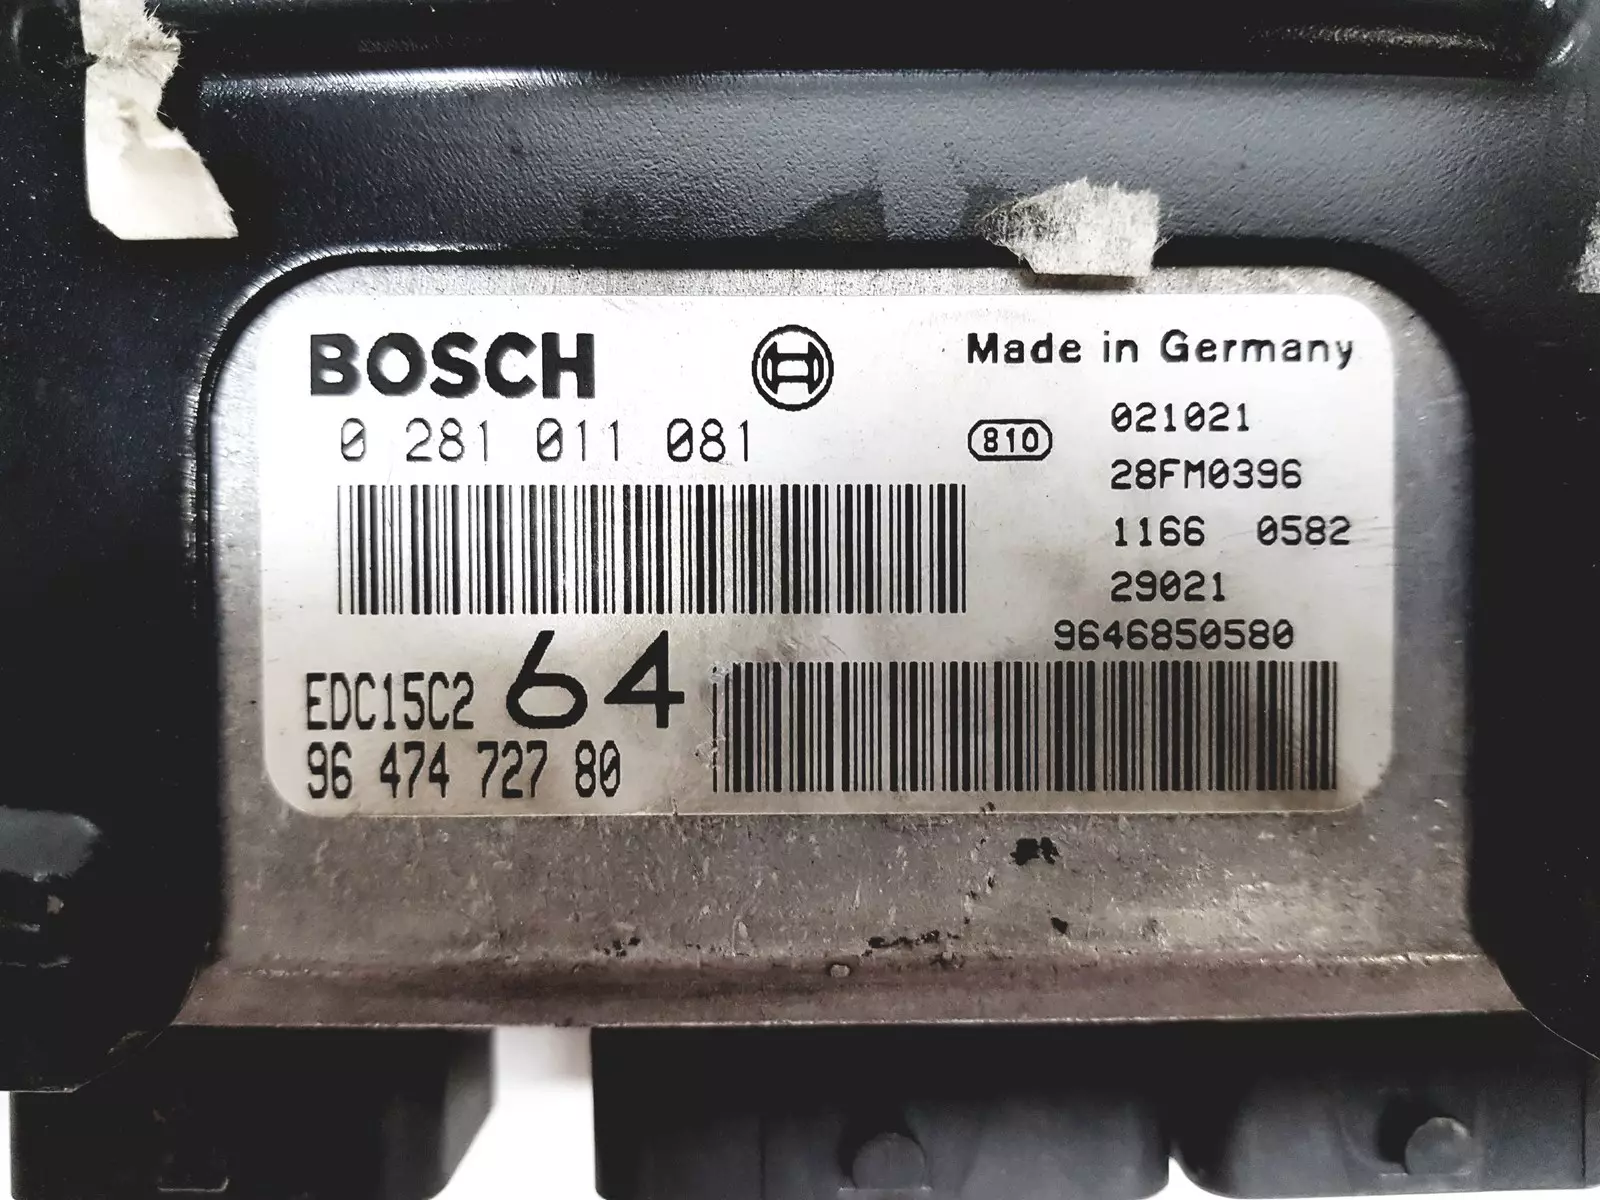 BOSCH
Made in Germany
0 281 011 081
810
021021
28FM0396
1166 0582
29021
9646850580
EDC15C2 64
96 474 727 80